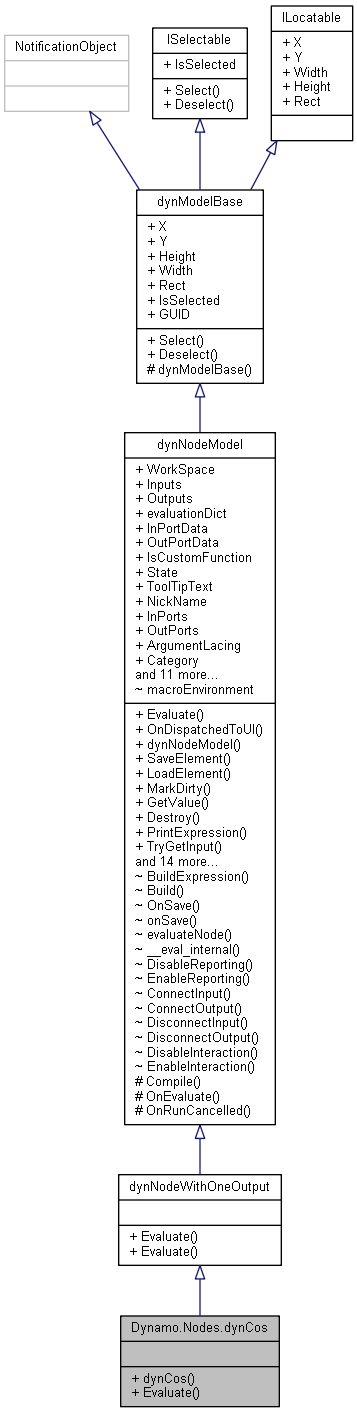 NotificationObject
ISelectable
+ IsSelected
+ Select()
+ Deselect()
ILocatable
+ X
+ Y
+ Width
+ Height
+ Rect
dynModelBase
+ X
+ Y
+ Height
+ Width
+ Rect
+ IsSelected
+ GUID
+ Select()
+ Deselect()
# dynModelBase()
dynNodeModel
+ WorkSpace
+ Inputs
+ Outputs
+ evaluationDict
+ InPortData
+ OutPortData
+ IsCustomFunction
+ State
+ ToolTipText
+ NickName
+ InPorts
+ OutPorts
+ ArgumentLacing
+ Category
and 11 more...
~ macroEnvironment
+ Evaluate()
+ OnDispatchedToUI()
+ dynNodeModel()
+ SaveElement()
+ LoadElement()
+ MarkDirty()
+ GetValue()
+ Destroy()
+ PrintExpression()
+ TryGetInput()
and 14 more...
~ BuildExpression()
~ Build()
~ OnSave()
~ onSave()
~ evaluateNode()
~ __eval_internal()
~ DisableReporting()
~ EnableReporting()
~ ConnectInput()
~ ConnectOutput()
~ DisconnectInput()
~ DisconnectOutput()
~ DisableInteraction()
~ EnableInteraction()
# Compile()
# OnEvaluate()
# OnRunCancelled()
dynNodeWithOneOutput
+ Evaluate()
+ Evaluate()
Dynamo.Nodes.dynCos
+ dynCos()
+ Evaluate()